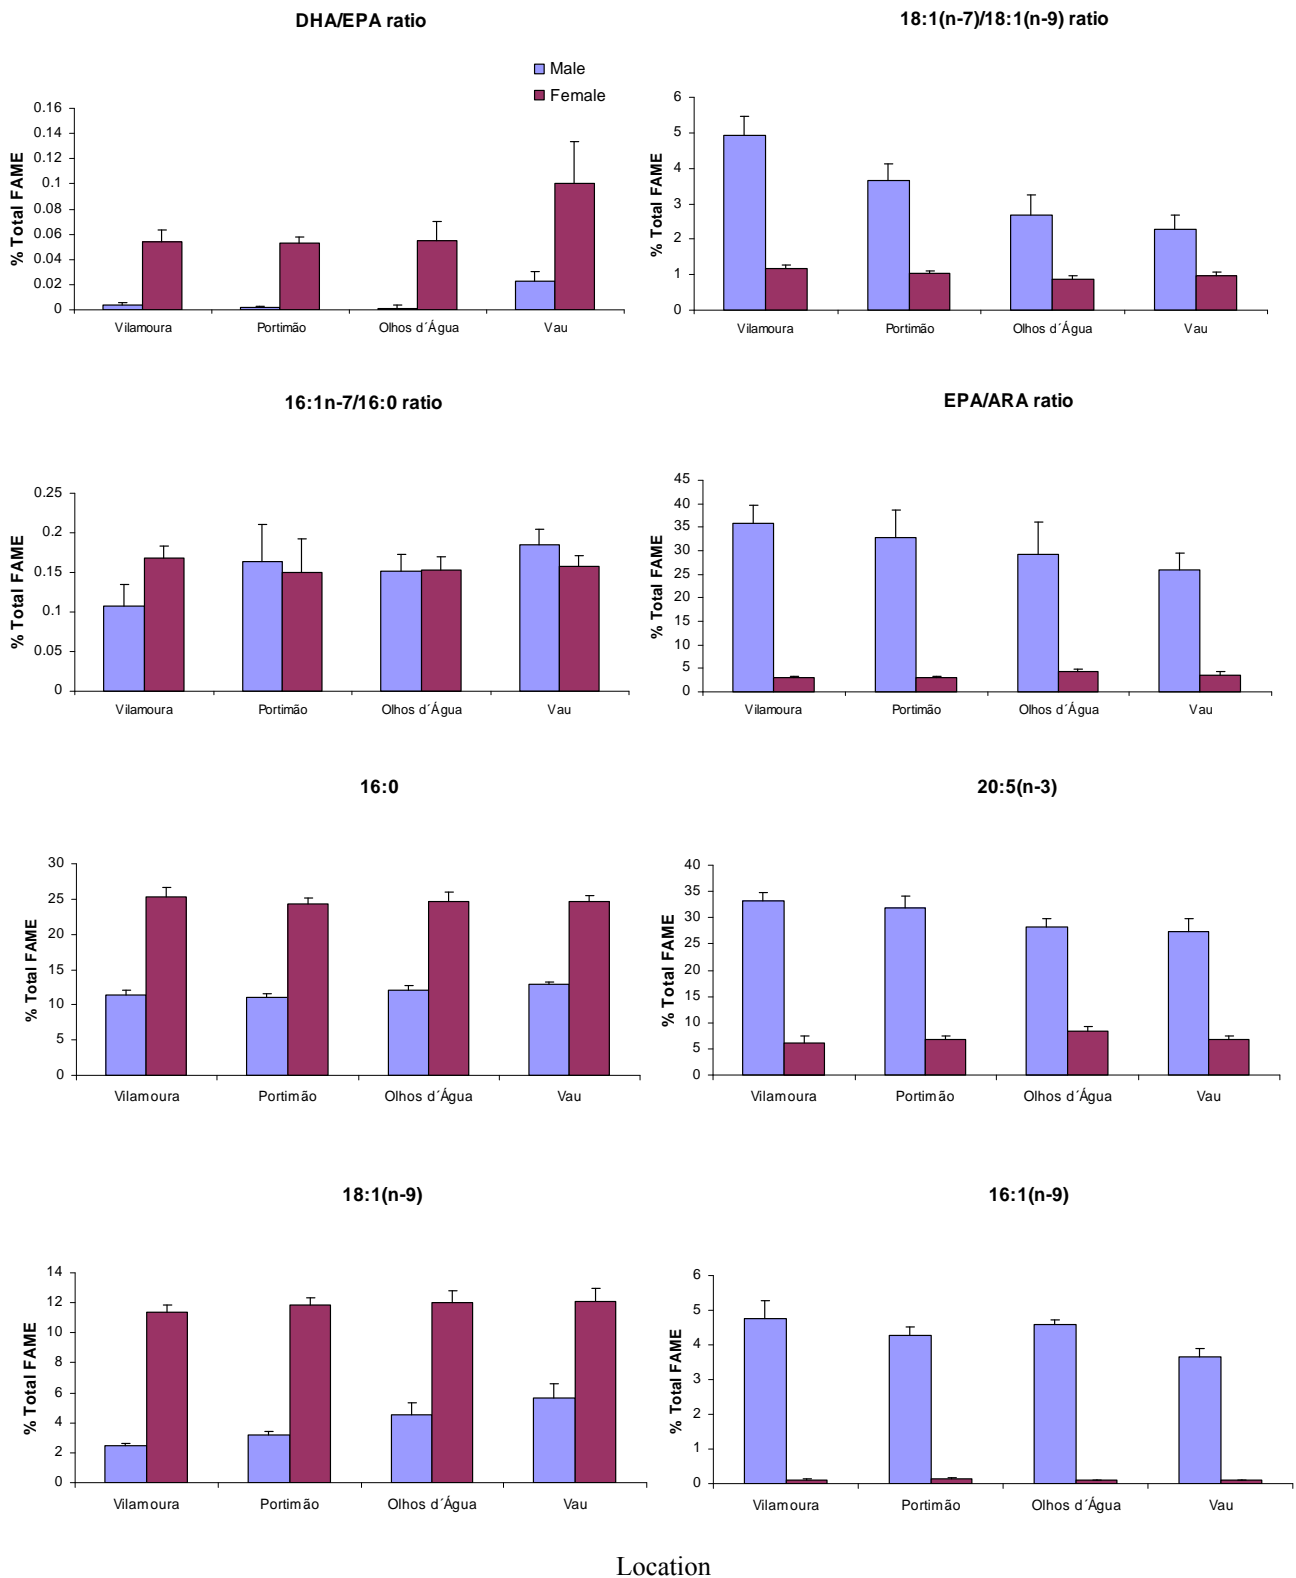 DHA/EPA ratio
Male
Female
% Total FAME
0.16
0.14
0.12
0.1
0.08
0.06
0.04
0.02
0
Vilamoura Portimão Olhos d´Água Vau
18:1(n-7)/18:1(n-9) ratio
% Total FAME
6
5
4
3
2
1
0
Vilamoura Portimão Olhos d´Água Vau
16:1n-7/16:0 ratio
% Total FAME
0.25
0.2
0.15
0.1
0.05
0
Vilamoura Portimão Olhos d´Água Vau
EPA/ARA ratio
% Total FAME
45
40
35
30
25
20
15
10
5
0
Vilamoura Portimão Olhos d´Água Vau
16:0
% Total FAME
30
25
20
15
10
5
0
Vilamoura Portimão Olhos d´Água Vau
20:5(n-3)
% Total FAME
40
35
30
25
20
15
10
5
0
Vilamoura Portimão Olhos d´Água Vau
18:1(n-9)
% Total FAME
14
12
10
8
6
4
2
0
Vilamoura Portimão Olhos d´Água Vau
16:1(n-9)
% Total FAME
6
5
4
3
2
1
0
Vilamoura Portimão Olhos d´Água Vau
Location